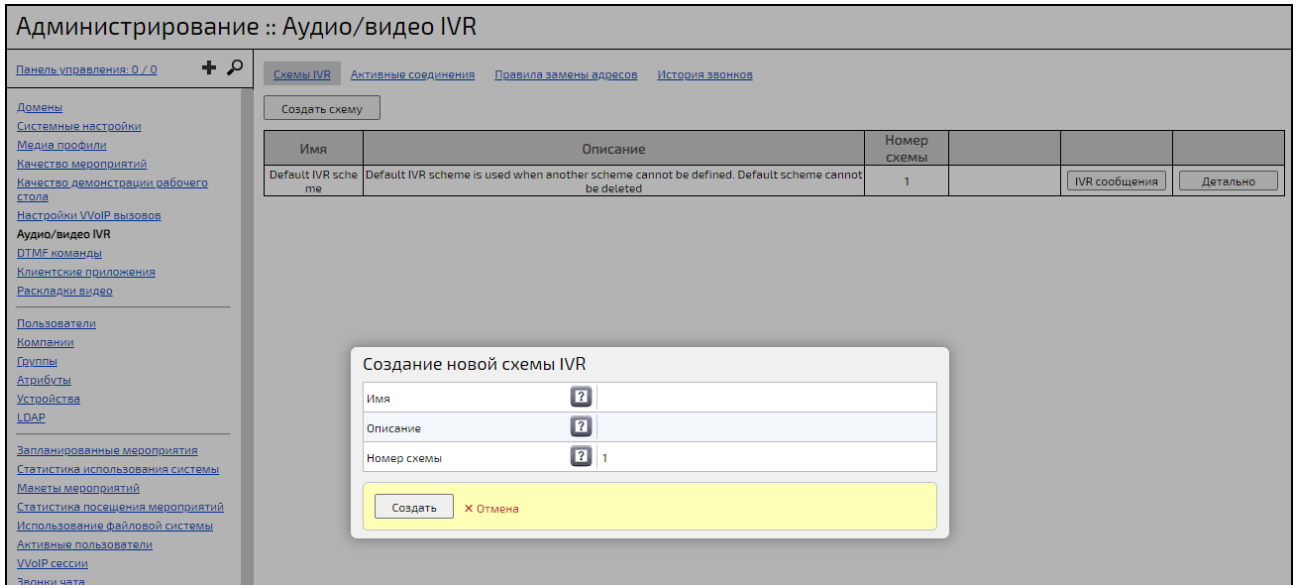 Администрирование :: Аудио/видео IVR
Панель управления: 0 / 0
Схемы IVR Активные соединения Правила замены адресов История звонков
Создать схему
Домены
Системные настройки
Медиа профили
Качество мероприятий
Качество демонстрации рабочего
стола
Настройки VVoIP вызовов
Аудио/видео IVR
DTMF команды
Клиентские приложения
Раскладки видео
Пользователи
Компании
Группы
Атрибуты
Устройства
LDAP
Запланированные мероприятия
Статистика использования системы
Макеты мероприятий
Статистика посещения мероприятий
Использование файловой системы
Активные пользователи
VVoIP сессии
Звонки чата
Имя Описание Номер
схемы
Default IVR sche Default IVR scheme is used when another scheme cannot be defined. Default scheme cannot 1 IVR сообщения Детально
me be deleted
Создание новой схемы IVR
Имя ?
Описание ?
Номер схемы ? 1
Создать × Отмена